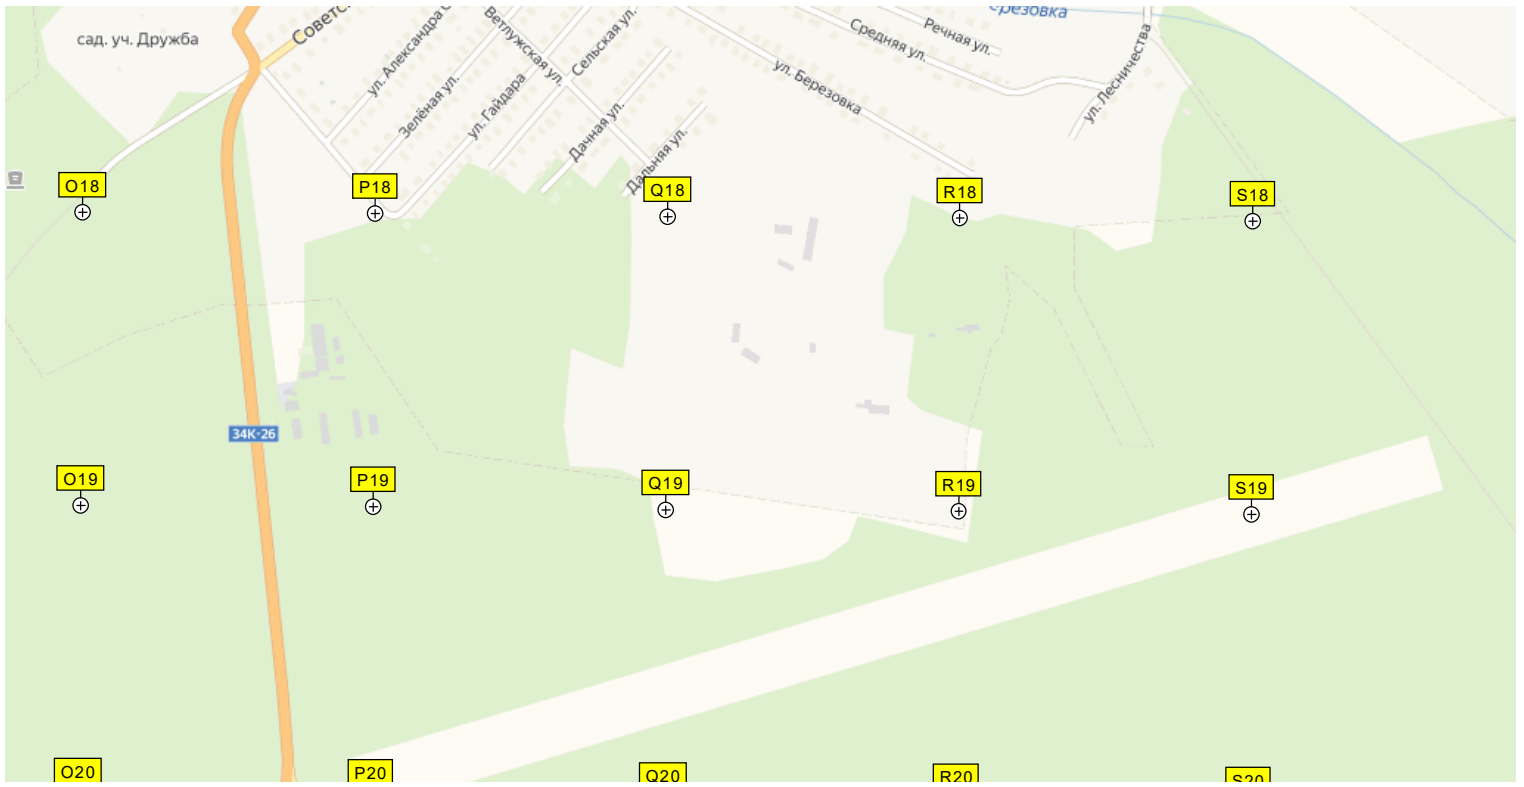 Советс
сад. уч. Дружба
ул. Александра
Ветлужская ул.
Сельская ул.
Средняя ул.
Речная ул.
ерезовка
ул. Лесничества
ул. Березовка
Зелёная ул.
ул. Гайдара
Дачная ул.
Дальняя ул.
O18
P18
Q18
R18
S18
34К-26
O19
P19
Q19
R19
S19
O20
P20
Q20
R20
S20